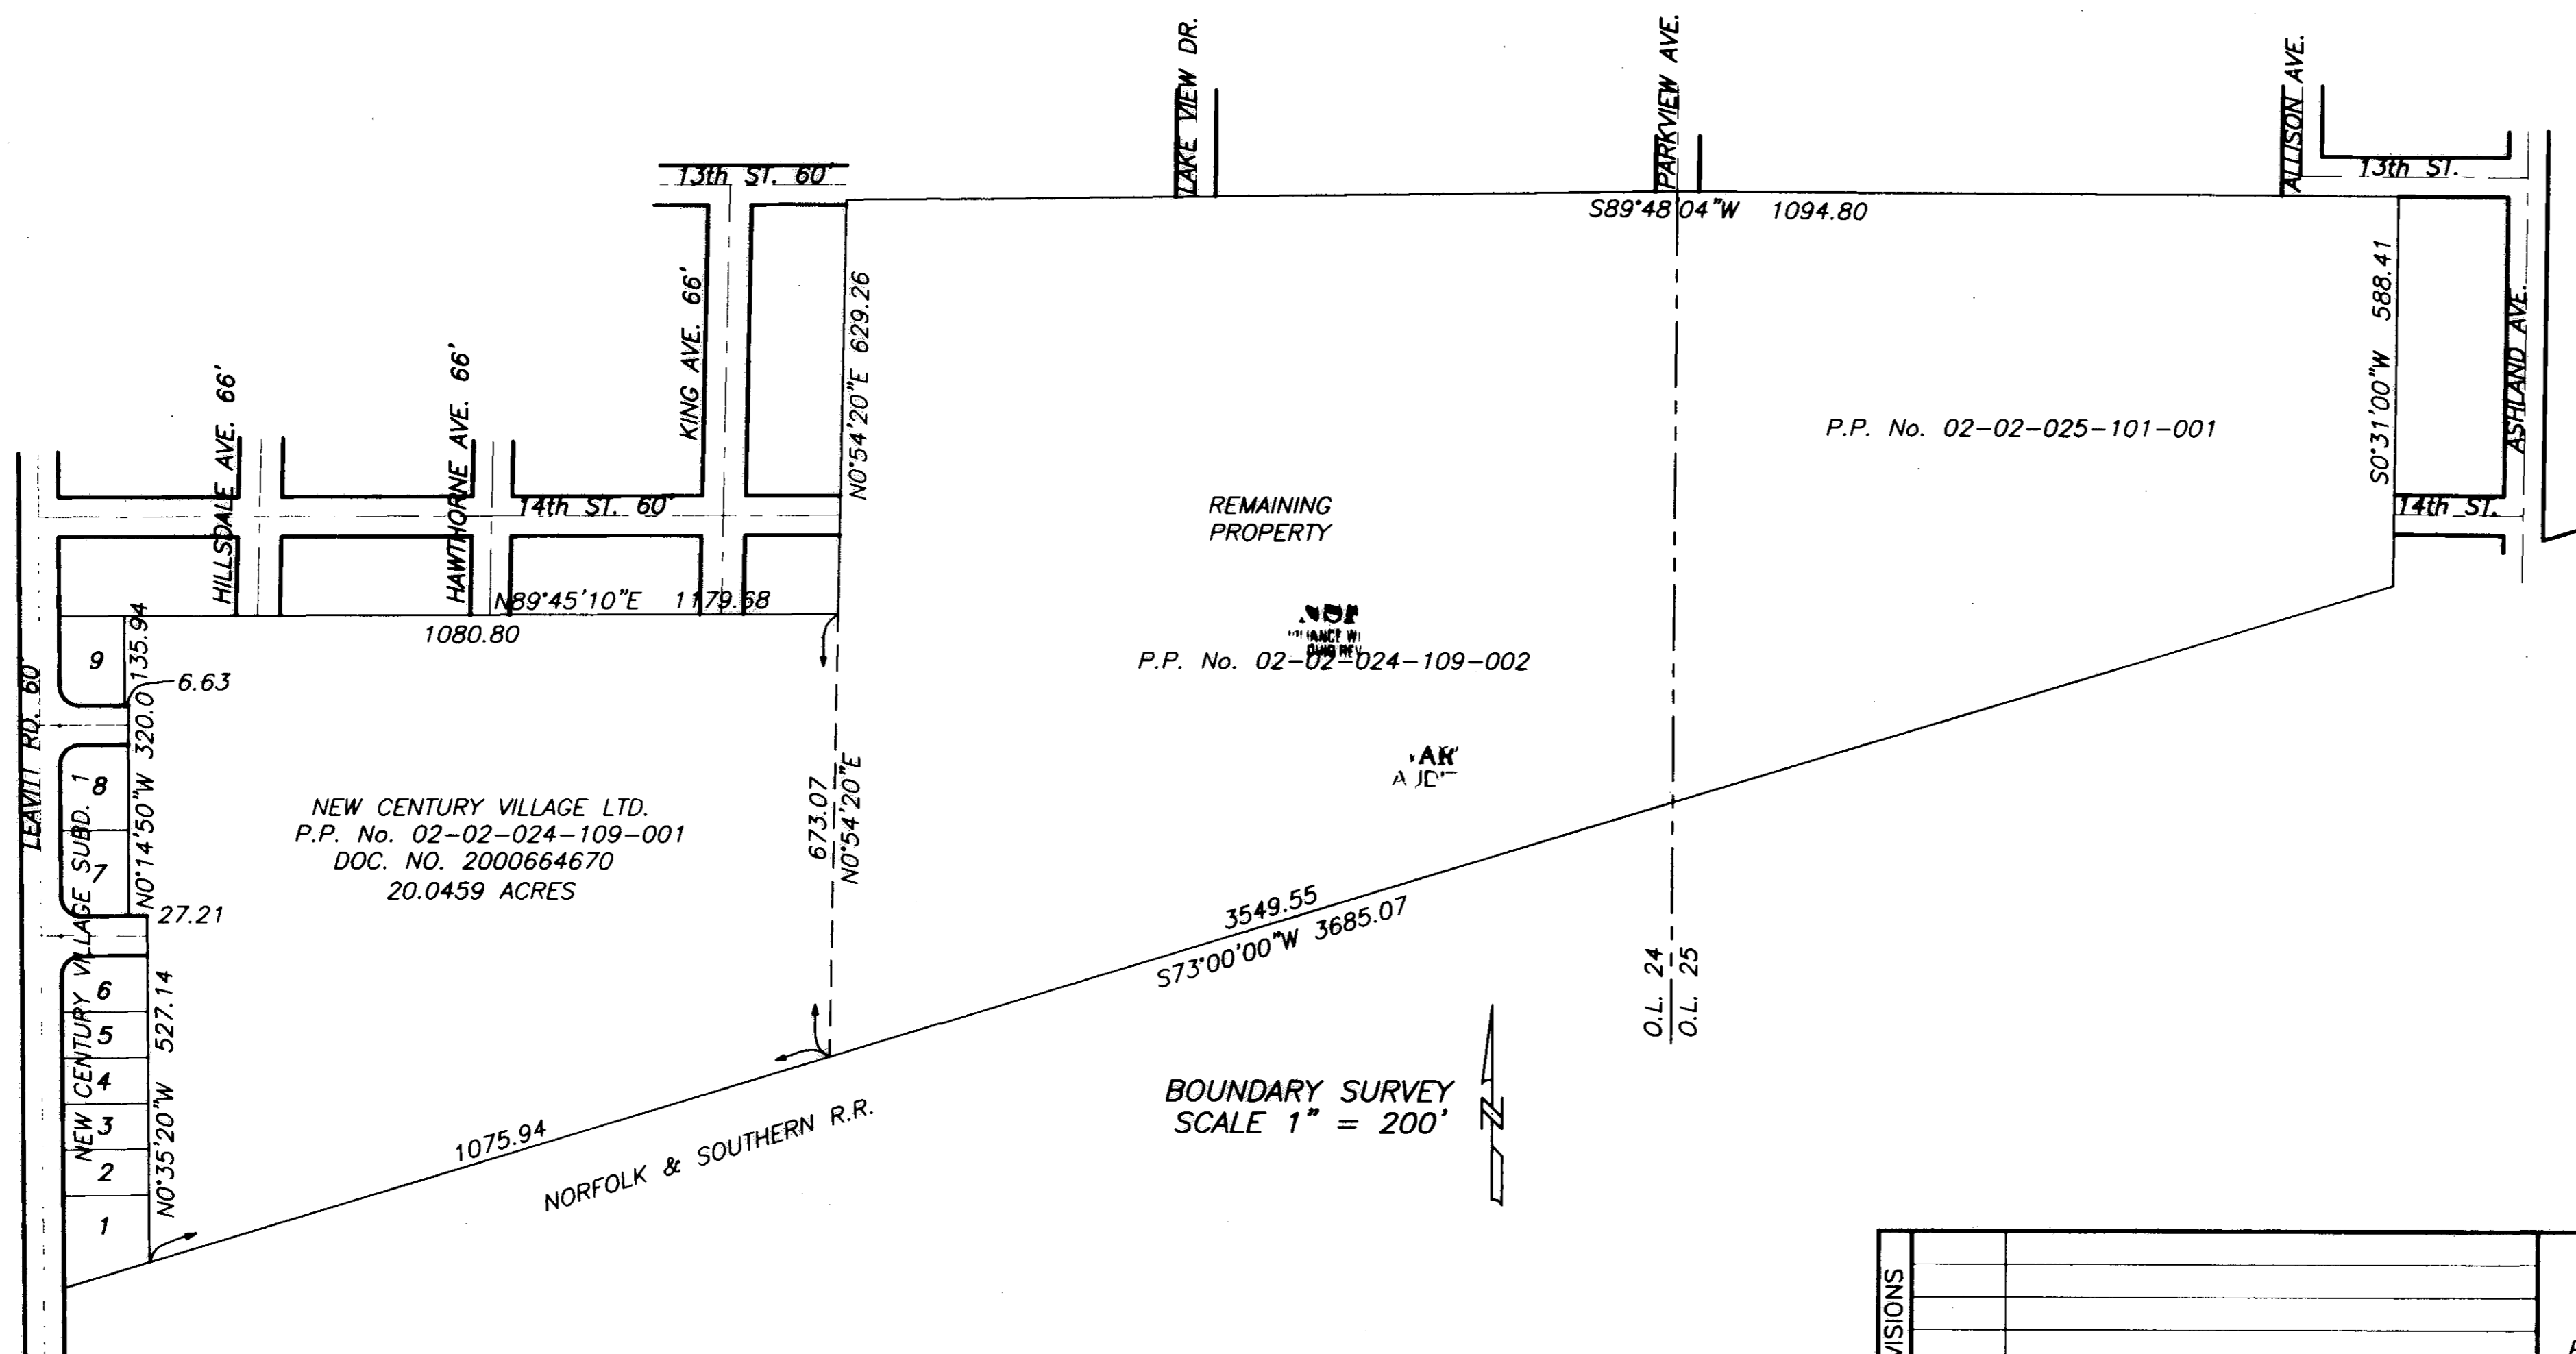 LAKE VIEW DR.
PARKVIEW AVE.
ALLISON AVE.
13th ST. 60'
13th ST.
S89°48'04"W 1094.80
KING AVE. 66'
N0°54'20"E 629.26
S0°31'00"W 588.41
ASHLAND AVE.
HILLSDALE AVE. 66'
HAWTHORNE AVE. 66'
P.P. No. 02-02-025-101-001
14th ST. 60'
REMAINING
PROPERTY
14th ST.
N89°45'10"E 1179.68
1080.80
135.94
9
6.63
P.P. No. 02-02-024-109-002
LEAVITT RD. 60'
N0°14'50"W 320.0
8
7
NEW CENTURY VILLAGE SUBD. 1
NEW CENTURY VILLAGE LTD.
P.P. No. 02-02-024-109-001
DOC. NO. 2000664670
20.0459 ACRES
673.07
N0°54'20"E
27.21
3549.55
S73°00'00"W 3685.07
O.L. 24
O.L. 25
6
5
4
3
2
1
N0°35'20"W 527.14
1075.94
NORFOLK & SOUTHERN R.R.
BOUNDARY SURVEY
SCALE 1" = 200'
N
VISIONS